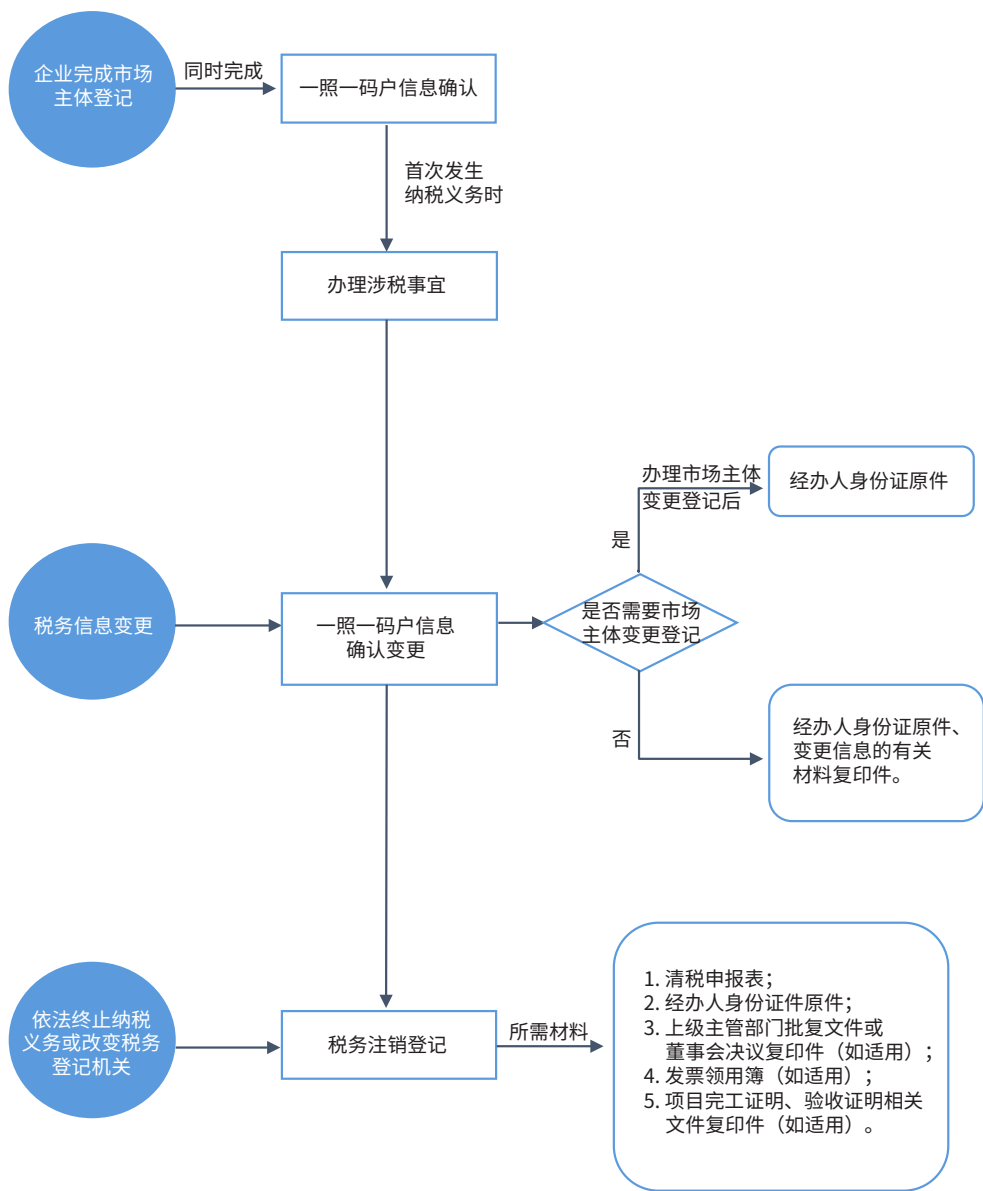 企业完成市场
主体登记
同时完成
一照一码户信息确认
首次发生
纳税义务时
办理涉税事宜
办理市场主体
变更登记后
经办人身份证原件
是
税务信息变更
一照一码户信息
确认变更
是否需要市场
主体变更登记
否
经办人身份证原件、
变更信息的有关
材料复印件。
依法终止纳税
义务或改变税务
登记机关
税务注销登记
所需材料
1. 清税申报表；
2. 经办人身份证件原件；
3. 上级主管部门批复文件或
董事会决议复印件（如适用）；
4. 发票领用簿（如适用）；
5. 项目完工证明、验收证明相关
文件复印件（如适用）。